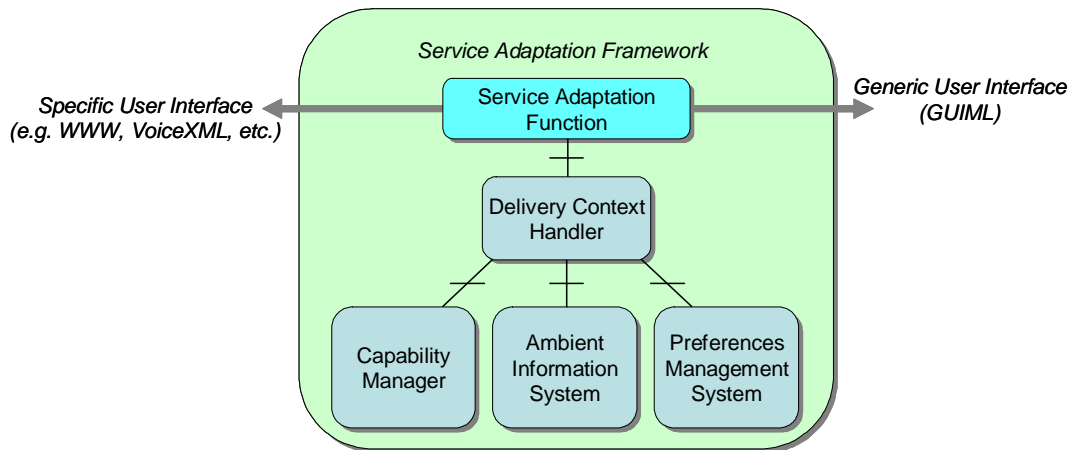 Service Adaptation Framework
Specific User Interface
(e.g. WWW, VoiceXML, etc.)
Service Adaptation
Function
Generic User Interface
(GUIML)
Delivery Context
Handler
Capability
Manager
Ambient
Information
System
Preferences
Management
System